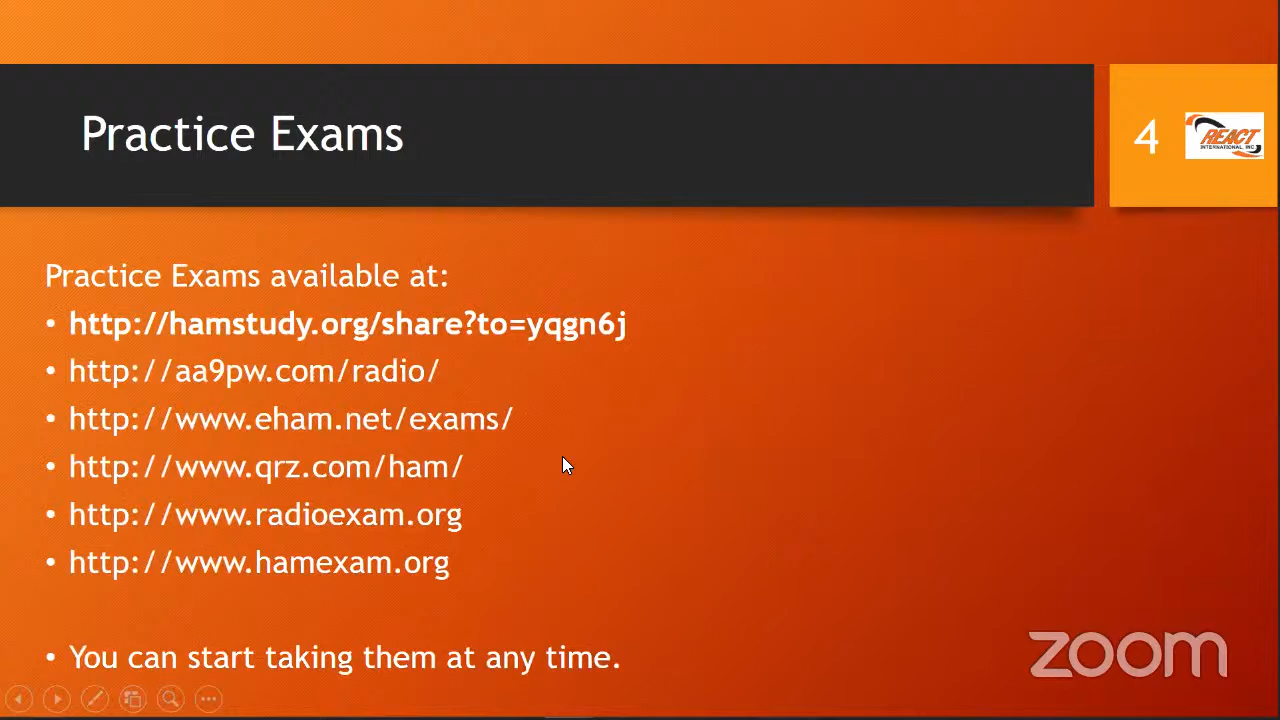 Practice Exams
4
REACT
INTERNATIONAL, INC.
Practice Exams available at:
• http://hamstudy.org/share?to=yqgn6j
• http://aa9pw.com/radio/
• http://www.eham.net/exams/
• http://www.qrz.com/ham/
• http://www.radioexam.org
• http://www.hamexam.org
• You can start taking them at any time.
zoom